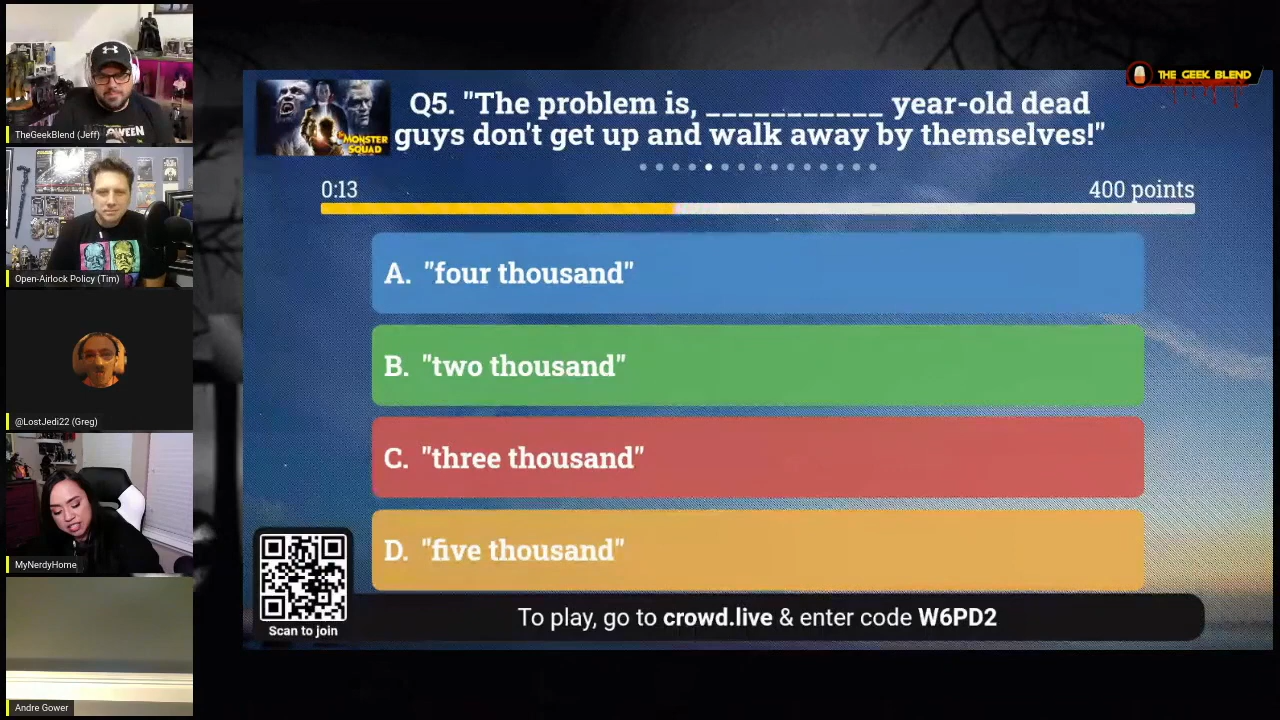 TheGeekBlend (Jeff)
Open-Airlock Policy (Tim)
@LostJedi22 (Greg)
MyNerdyHome
Andre Gower
THE GEEK BLEND
MONSTER
SQUAD
Q5. "The problem is, ___________ year-old dead
guys don't get up and walk away by themselves!"
0:13
400 points
A. "four thousand"
B. "two thousand"
C. "three thousand"
D. "five thousand"
To play, go to crowd.live & enter code W6PD2
Scan to join